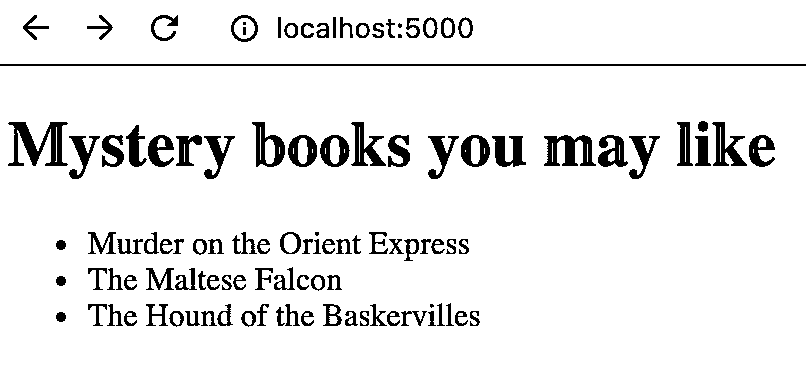 localhost:5000
Mystery books you may like
Murder on the Orient Express
The Maltese Falcon
The Hound of the Baskervilles